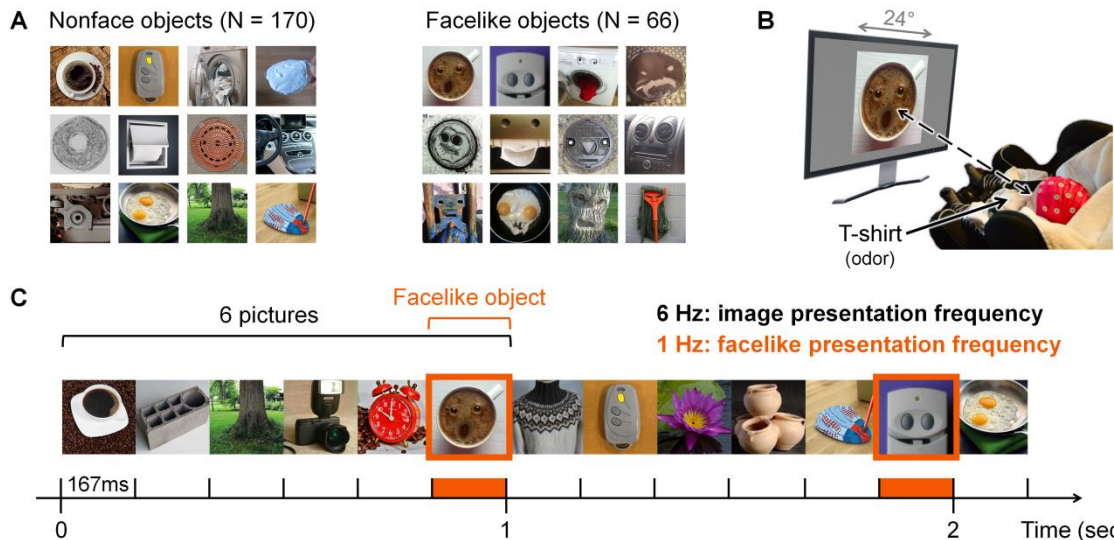 A
Nonface objects (N = 170)
Facelike objects (N = 66)
B
24°
T-shirt
(odor)
C
Facelike object
6 pictures
6 Hz: image presentation frequency
1 Hz: facelike presentation frequency
167ms
0
1
2
Time (sec